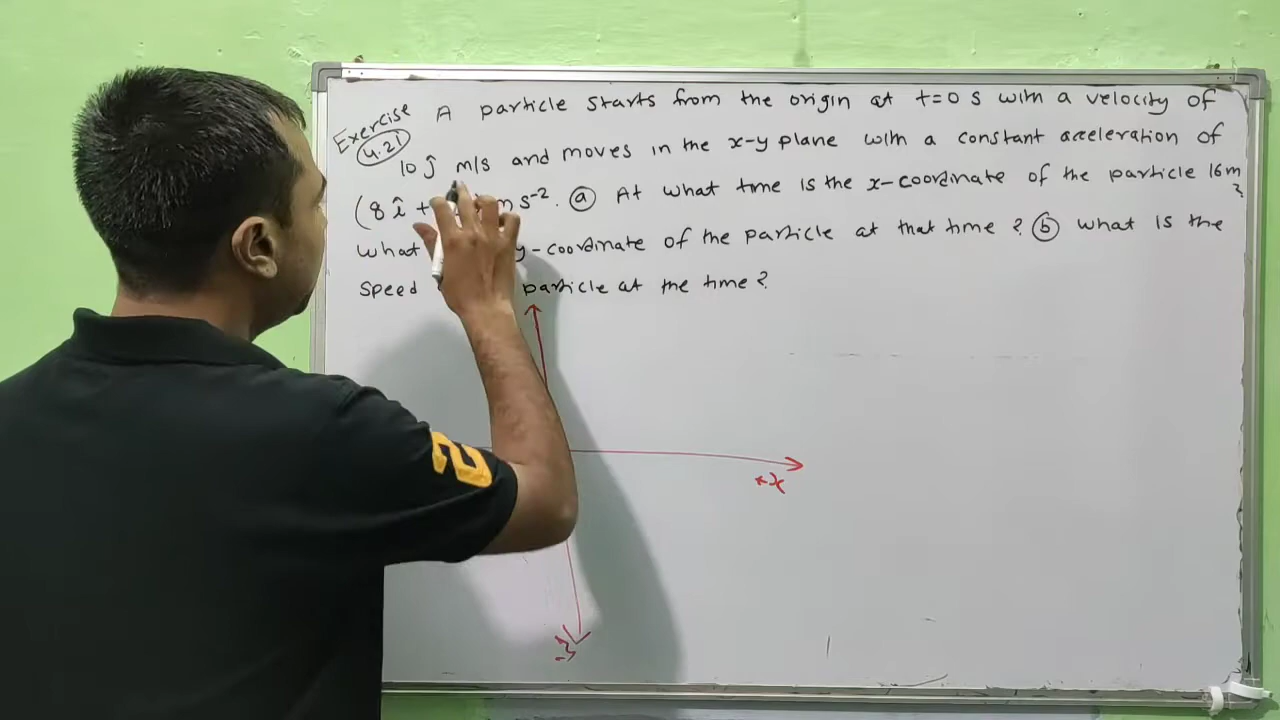 Exercise 4.21 A particle starts from the origin at t=0 s with a velocity of
10 ĵ m/s and moves in the x-y plane with a constant acceleration of
(8 î + m s⁻². (a) At what time is the x-coordinate of the particle 16m?
what y-coordinate of the particle at that time? (b) what is the
speed particle at the time?
+x
2